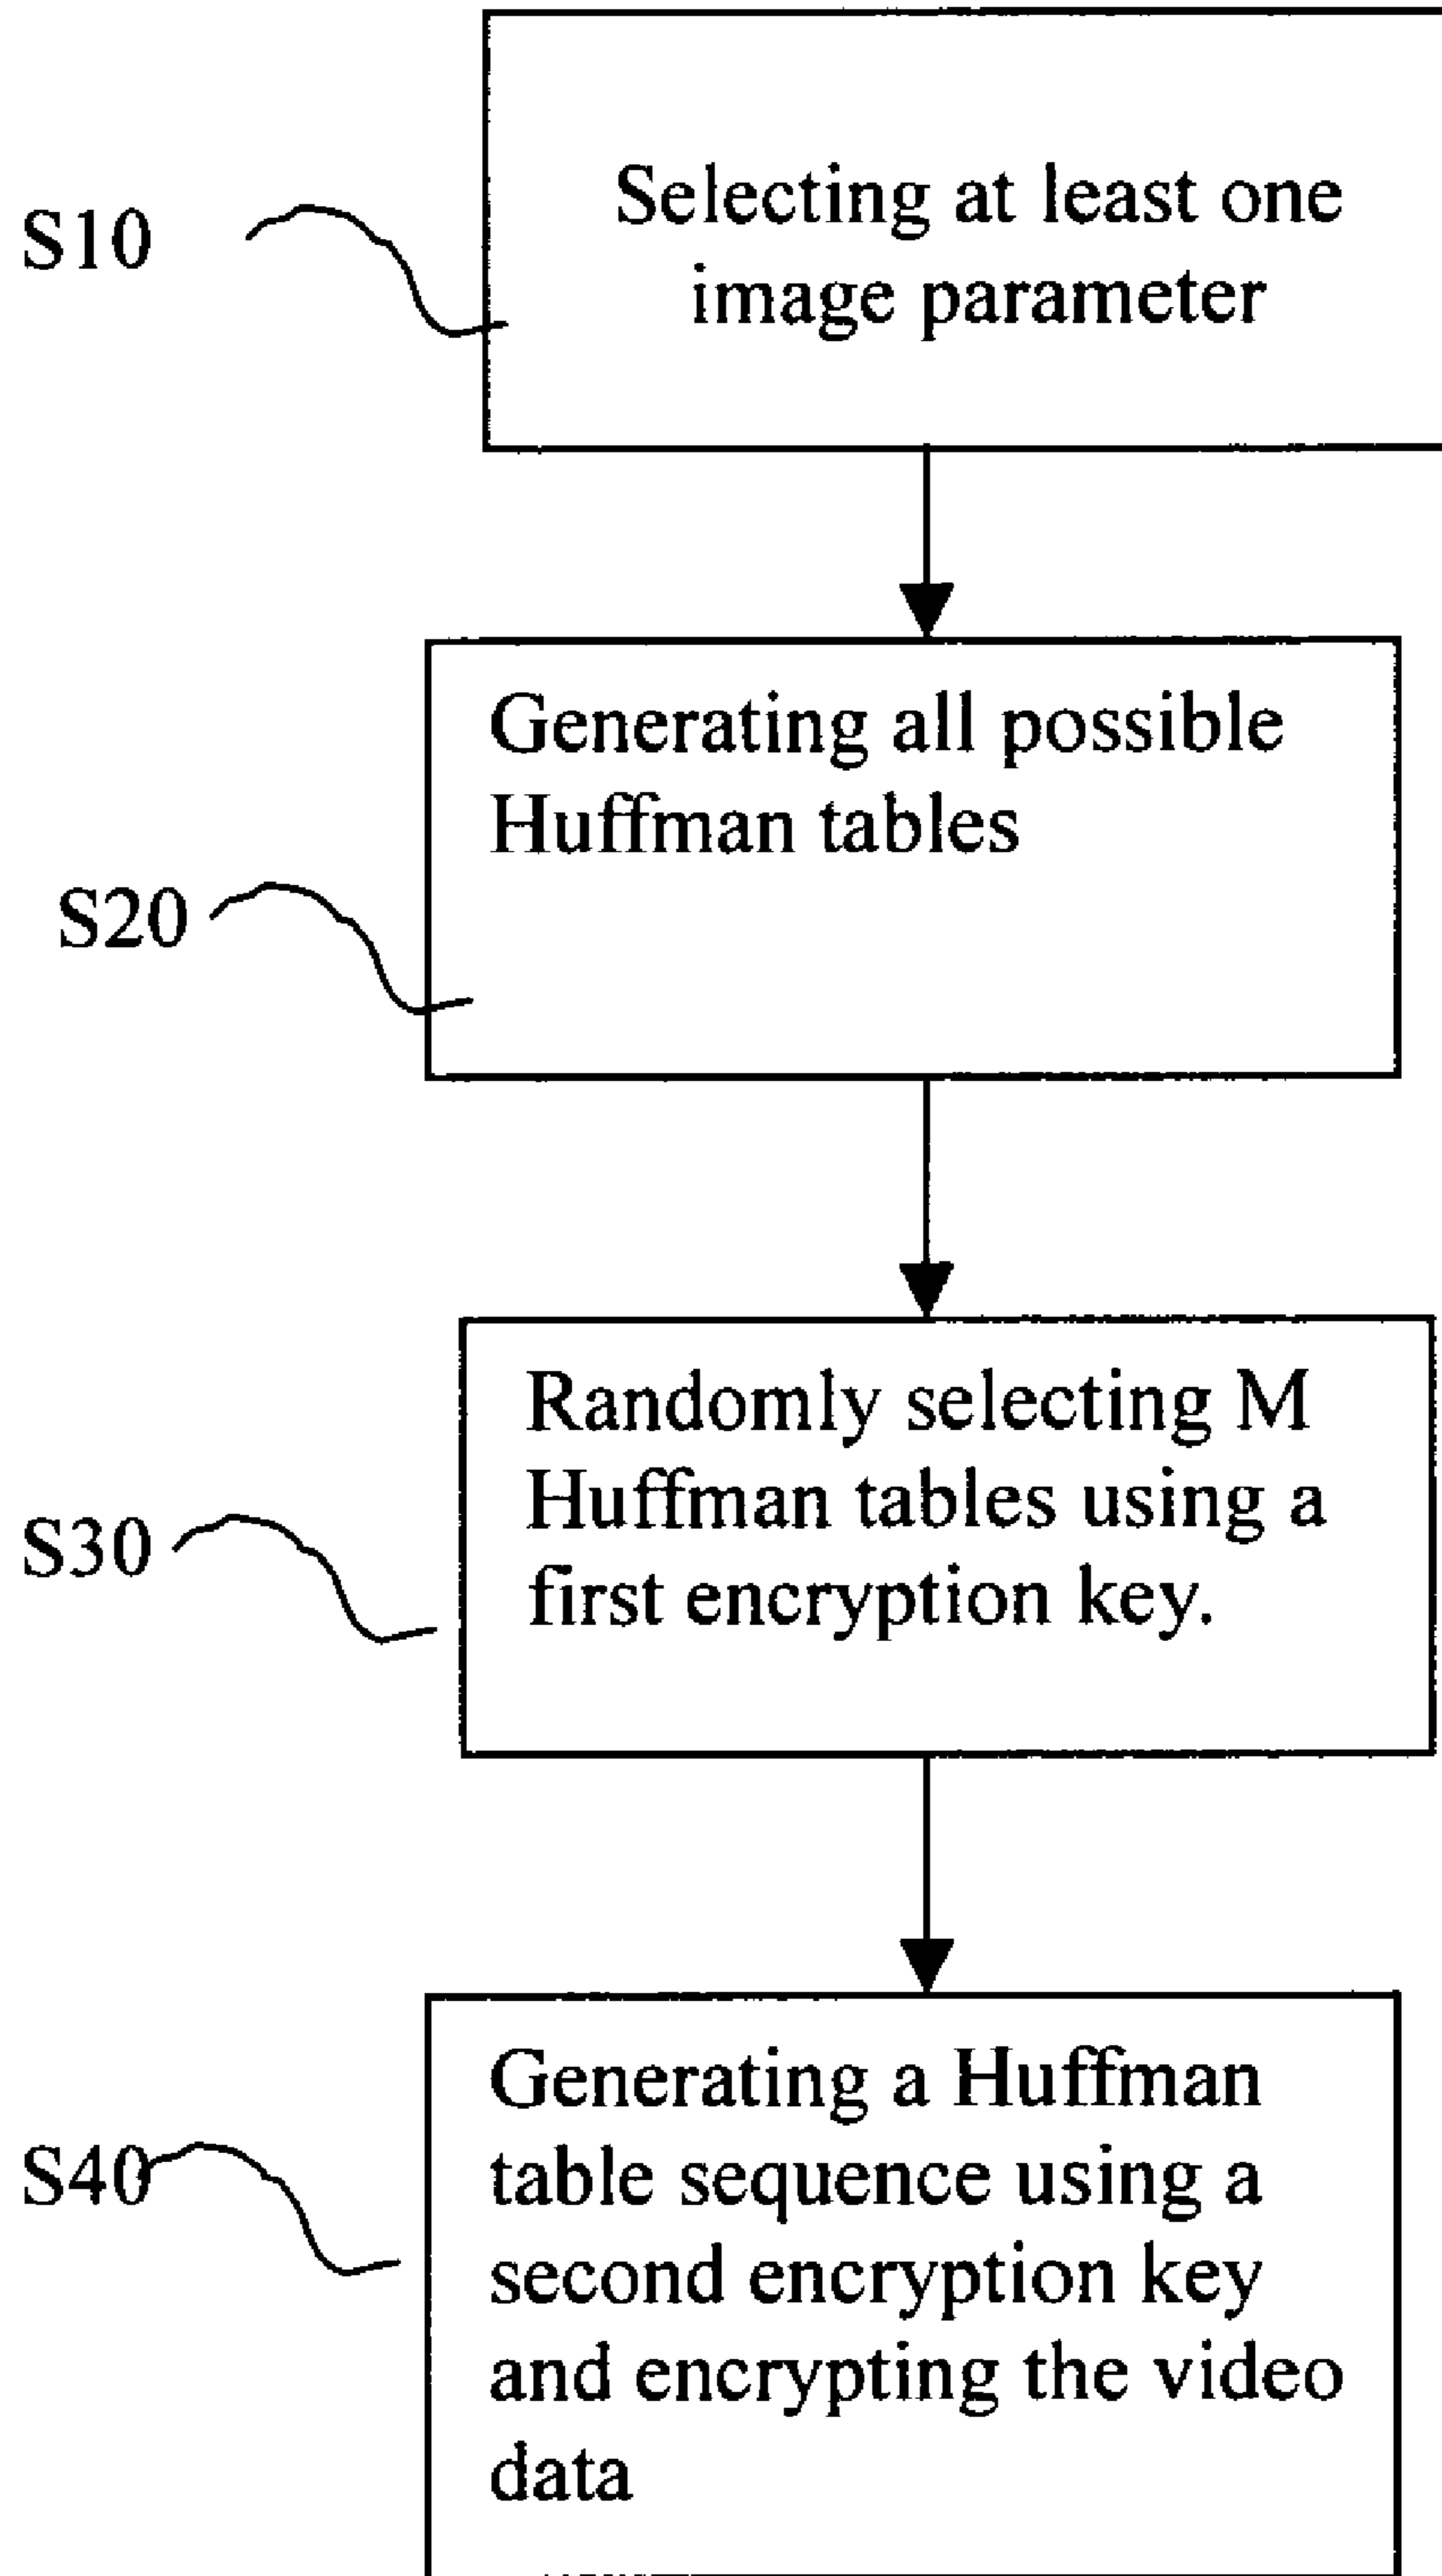 S10
Selecting at least one
image parameter
Generating all possible
Huffman tables
S20
Randomly selecting M
Huffman tables using a
first encryption key.
S30
Generating a Huffman
table sequence using a
second encryption key
and encrypting the video
data
S40